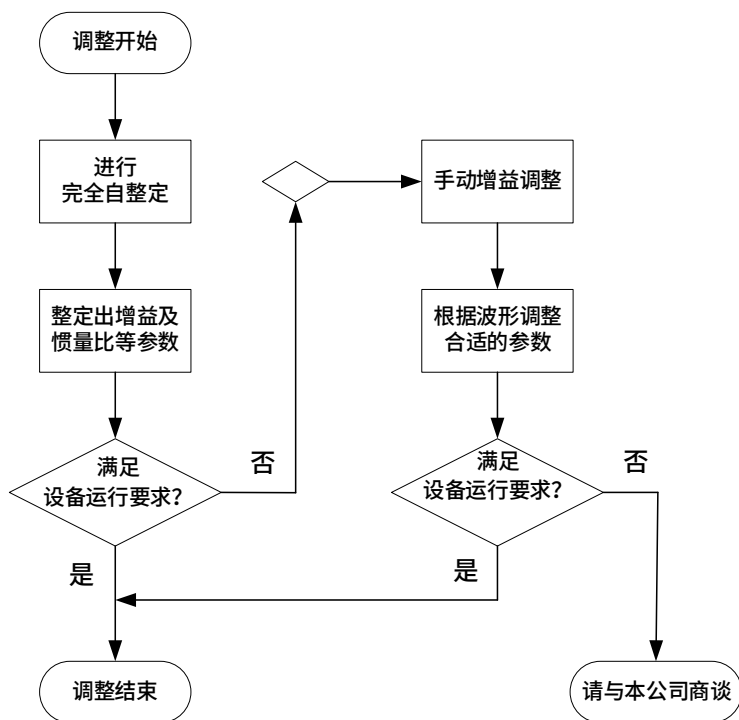 调整开始
进行
完全自整定
整定出增益及
惯量比等参数
满足
设备运行要求?
否
是
调整结束
手动增益调整
根据波形调整
合适的参数
满足
设备运行要求?
否
是
请与本公司商谈